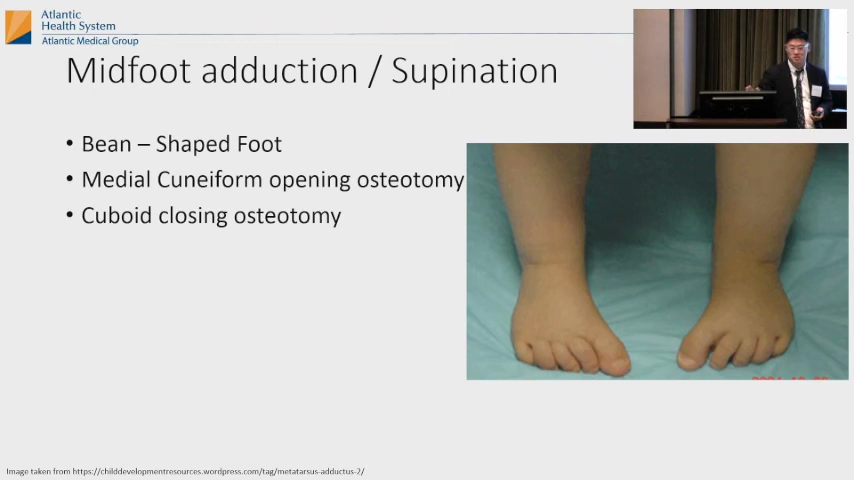 Atlantic
Health System
Atlantic Medical Group
Midfoot adduction / Supination
• Bean – Shaped Foot
• Medial Cuneiform opening osteotomy
• Cuboid closing osteotomy
Image taken from https://childdevelopmentresources.wordpress.com/tag/metatarsus-adductus-2/